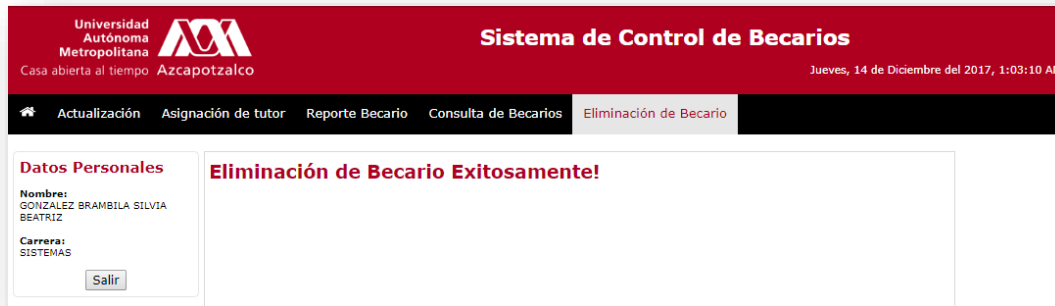 Universidad
Autónoma
Metropolitana
Casa abierta al tiempo Azcapotzalco
Sistema de Control de Becarios
Jueves, 14 de Diciembre del 2017, 1:03:10 AM
Actualización Asignación de tutor Reporte Becario Consulta de Becarios Eliminación de Becario
Datos Personales
Nombre:
GONZALEZ BRAMBILA SILVIA
BEATRIZ
Carrera:
SISTEMAS
Salir
Eliminación de Becario Exitosamente!